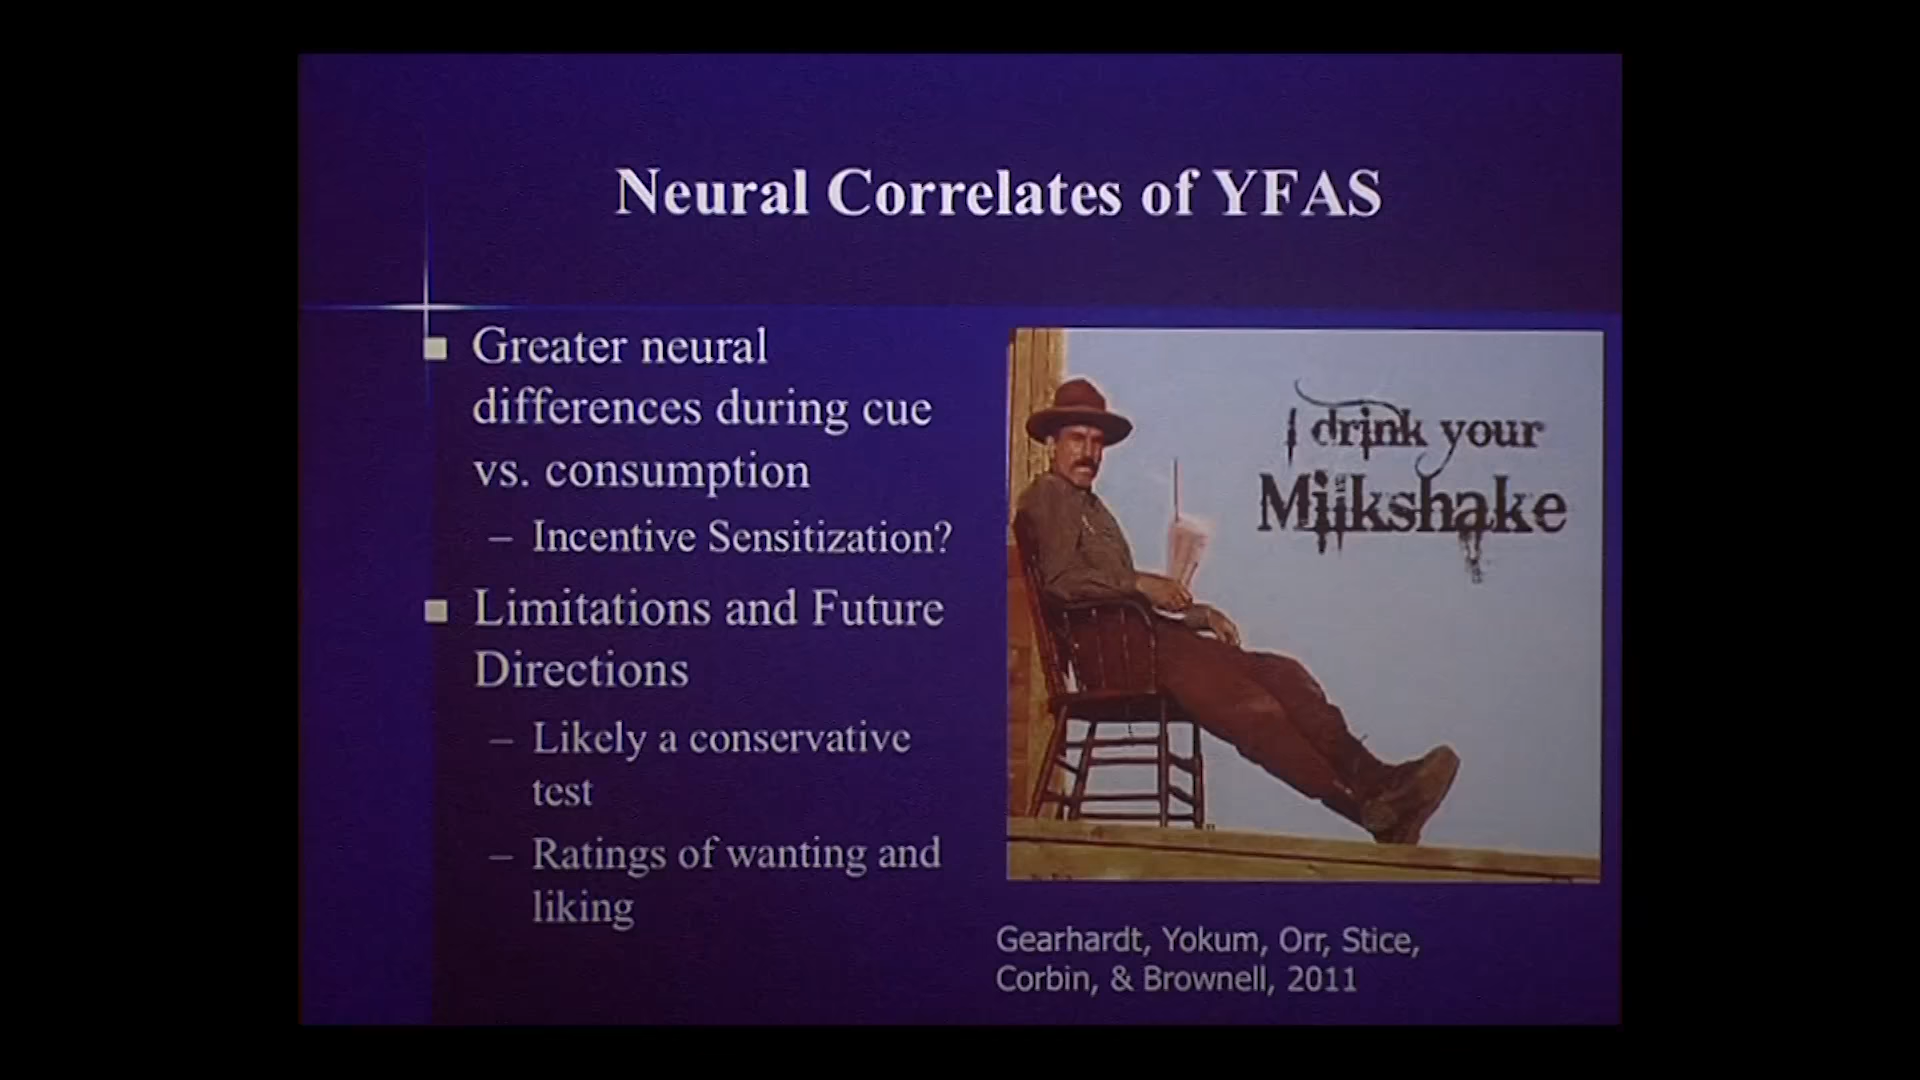 Neural Correlates of YFAS
Greater neural
differences during cue
vs. consumption
– Incentive Sensitization?
Limitations and Future
Directions
– Likely a conservative
test
– Ratings of wanting and
liking
I drink your
Milkshake
Gearhardt, Yokum, Orr, Stice,
Corbin, & Brownell, 2011